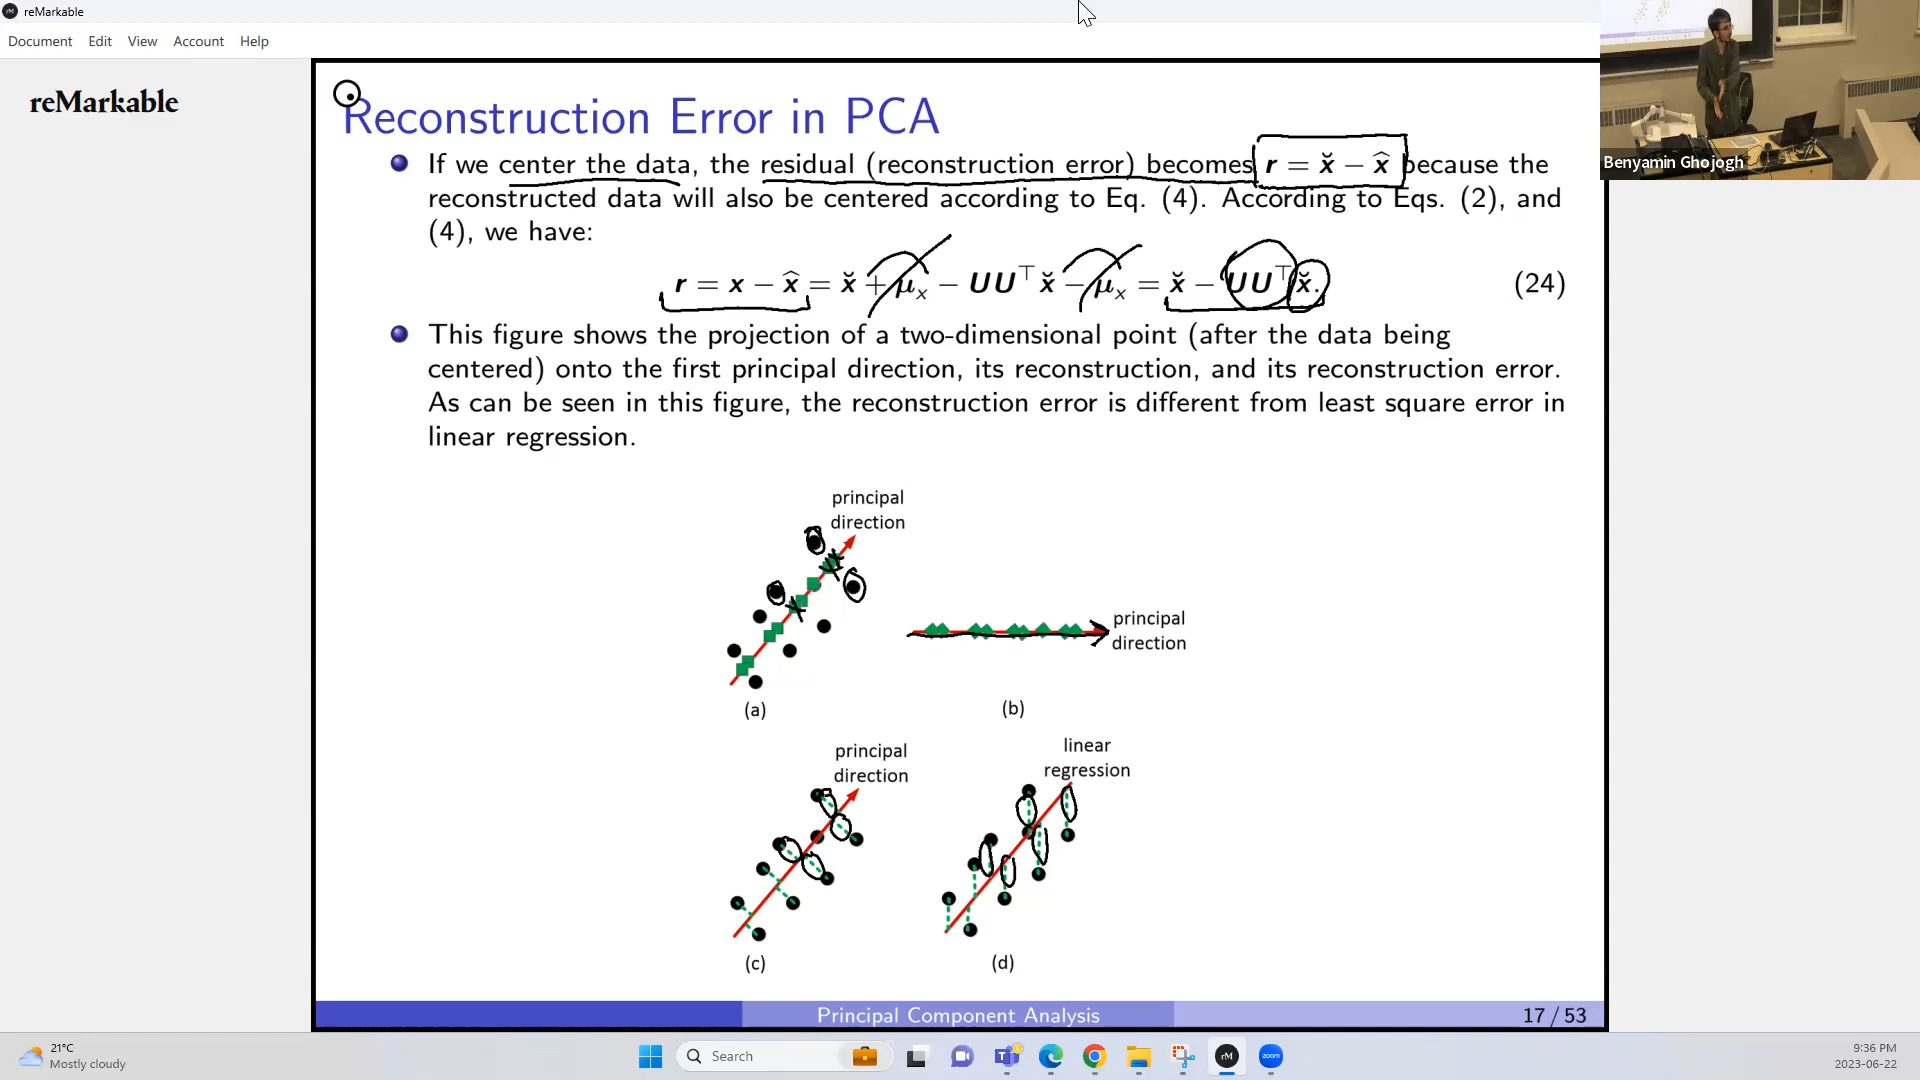 reMarkable
Document Edit View Account Help
reMarkable
Reconstruction Error in PCA
If we center the data, the residual (reconstruction error) becomes r = x̆ − x̂ because the
reconstructed data will also be centered according to Eq. (4). According to Eqs. (2), and
(4), we have:
r = x − x̂ = x̆ + μₓ − UU⊤x̆ − μₓ = x̆ − UU⊤x̆. (24)
This figure shows the projection of a two-dimensional point (after the data being
centered) onto the first principal direction, its reconstruction, and its reconstruction error.
As can be seen in this figure, the reconstruction error is different from least square error in
linear regression.
principal
direction
principal
direction
(a) (b)
principal
direction
linear
regression
(c) (d)
Principal Component Analysis 17 / 53
Benyamin Ghojogh
21°C
Mostly cloudy
Search
rM
zoom
9:36 PM
2023-06-22